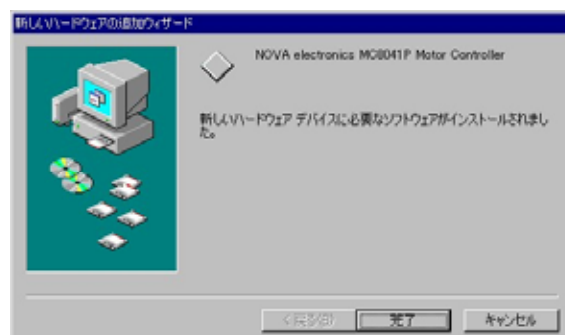 新しいハードウェアの追加ウィザード
NOVA electronics MC8041P Motor Controller
新しいハードウェア デバイスに必要なソフトウェアがインストールされまし
た。
< 戻る(B)
完了
キャンセル